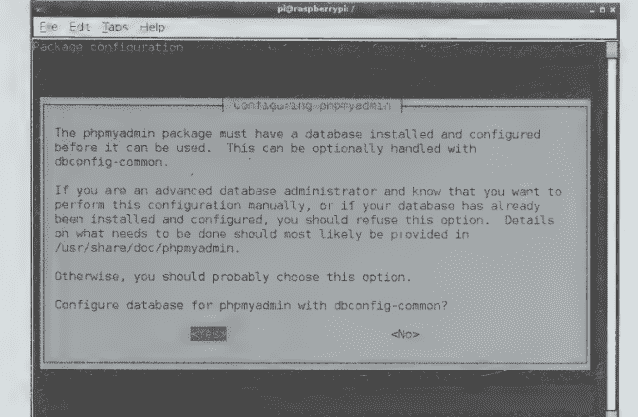 pi@raspberrypi: /
File Edit Tabs Help
Package configuration
Configuring phpmyadmin
The phpmyadmin package must have a database installed and configured
before it can be used.  This can be optionally handled with
dbconfig-common.
If you are an advanced database administrator and know that you want to
perform this configuration manually, or if your database has already
been installed and configured, you should refuse this option.  Details
on what needs to be done should most likely be provided in
/usr/share/doc/phpmyadmin.
Otherwise, you should probably choose this option.
Configure database for phpmyadmin with dbconfig-common?
<Yes> <No>